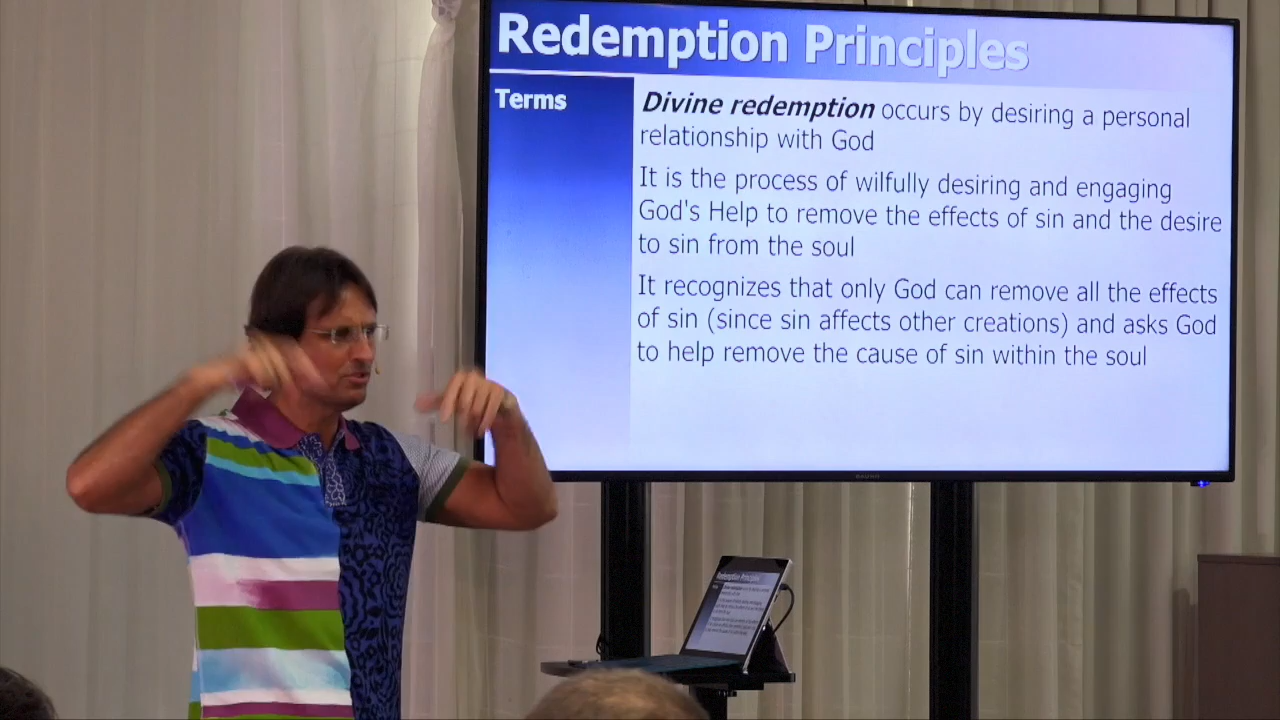 Redemption Principles
Terms
Divine redemption occurs by desiring a personal
relationship with God
It is the process of wilfully desiring and engaging
God's Help to remove the effects of sin and the desire
to sin from the soul
It recognizes that only God can remove all the effects
of sin (since sin affects other creations) and asks God
to help remove the cause of sin within the soul
Redemption Principles